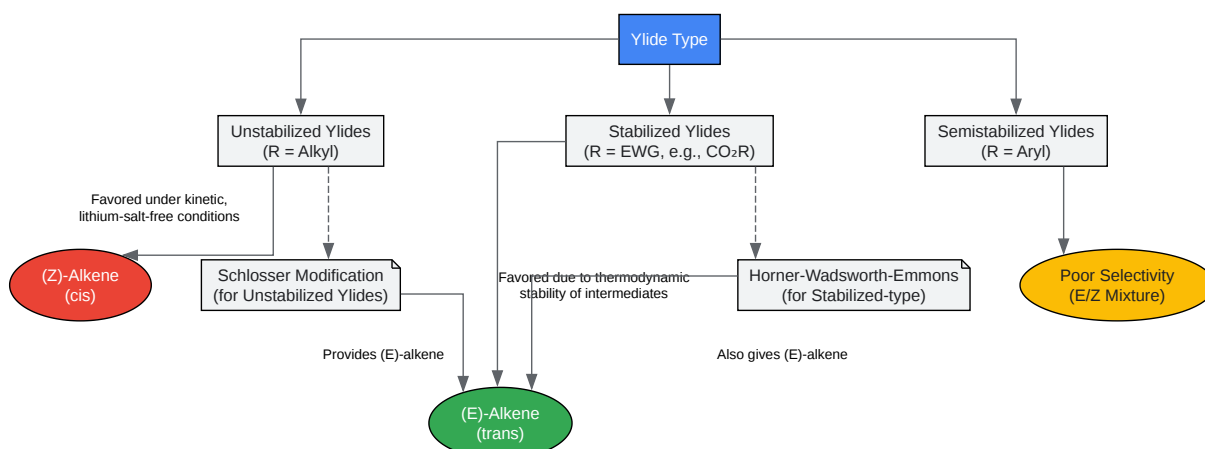 Ylide Type
Unstabilized Ylides
(R = Alkyl)
Stabilized Ylides
(R = EWG, e.g., CO₂R)
Semistabilized Ylides
(R = Aryl)
Favored under kinetic,
lithium-salt-free conditions
(Z)-Alkene
(cis)
Schlosser Modification
(for Unstabilized Ylides)
Favored due to thermodynamic
stability of intermediates
Horner-Wadsworth-Emmons
(for Stabilized-type)
Poor Selectivity
(E/Z Mixture)
Provides (E)-alkene
Also gives (E)-alkene
(E)-Alkene
(trans)